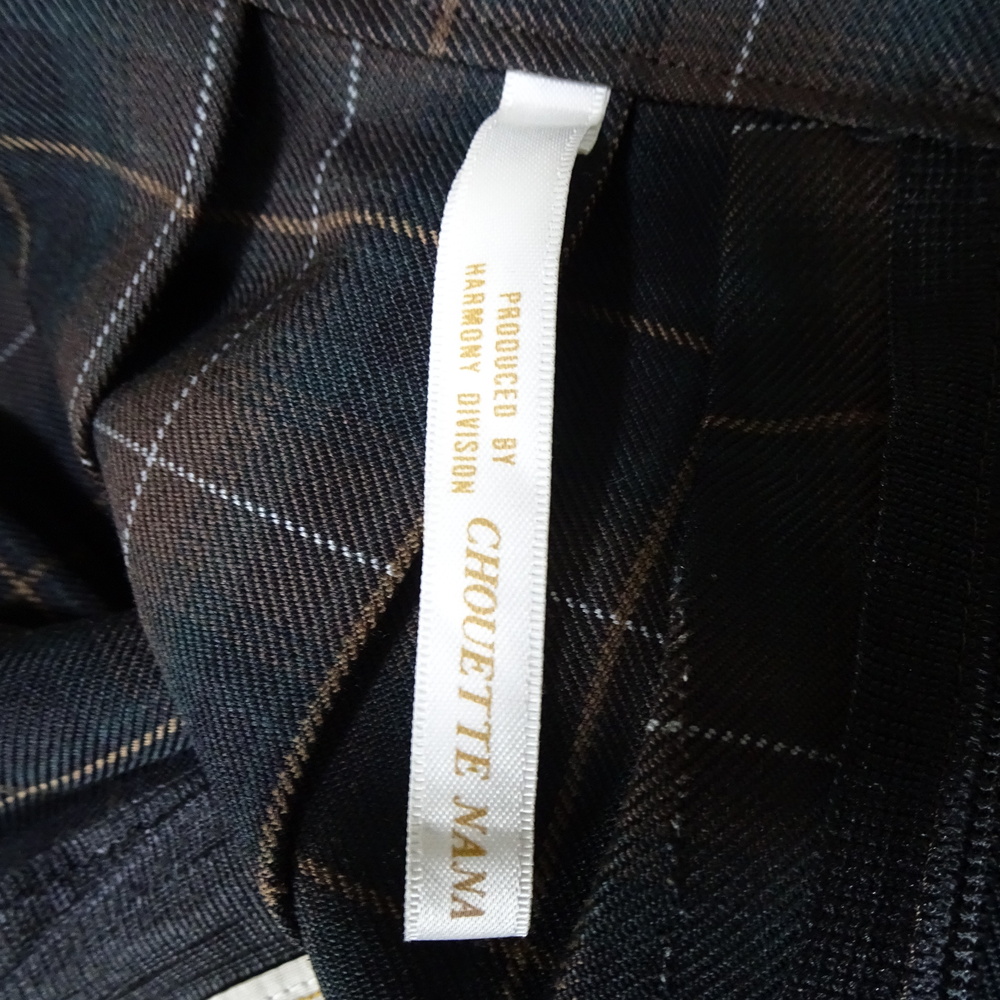 PRODUCED BY
HARMONY DIVISION
CHOUETTE NANA